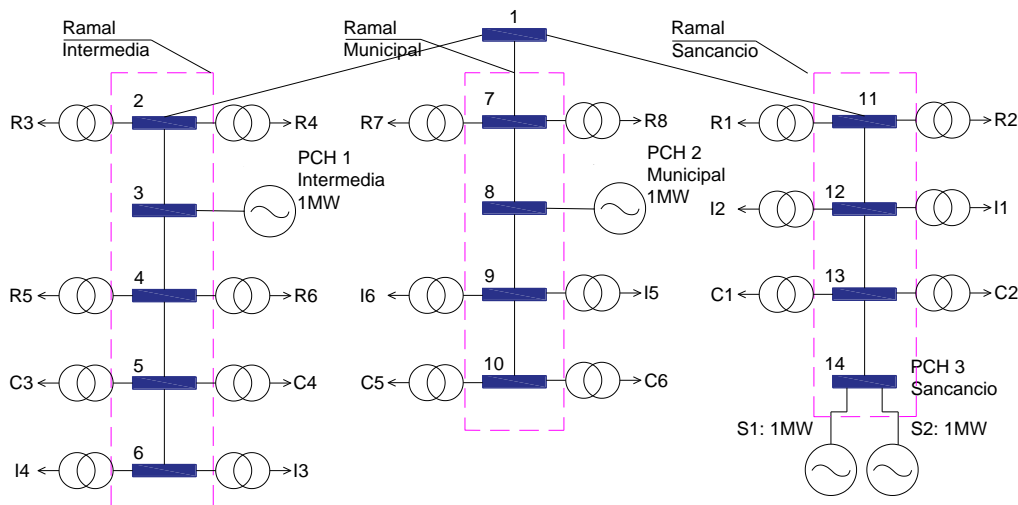 Ramal
Intermedia
Ramal
Municipal
1
Ramal
Sancancio
2
7
11
R3
R4
R7
R8
R1
R2
PCH 1
Intermedia
1MW
3
PCH 2
Municipal
1MW
8
12
I2
I1
4
R5
R6
9
I6
I5
13
C1
C2
5
C3
C4
10
C5
C6
14
PCH 3
Sancancio
S1: 1MW
S2: 1MW
6
I4
I3